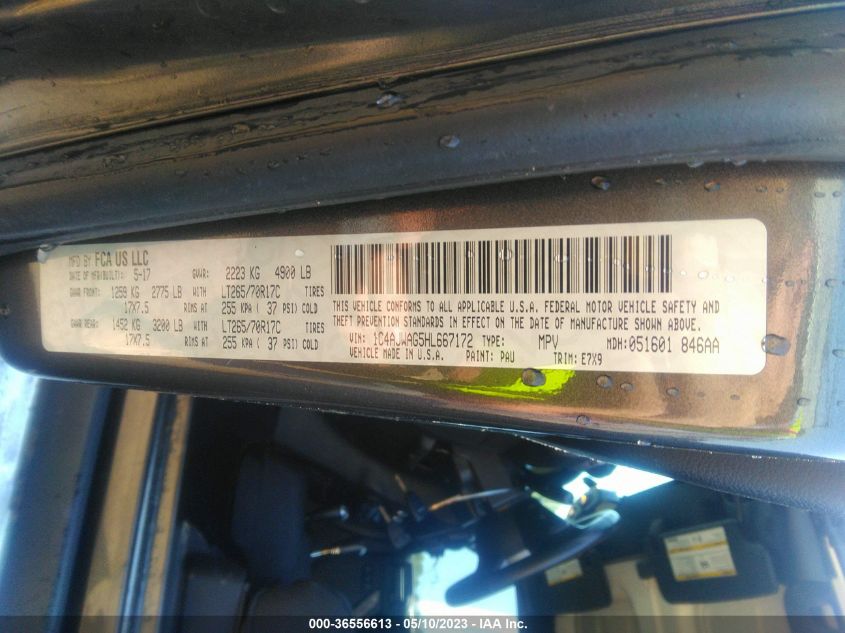 MFD BY FCA US LLC
DATE OF MFR(BUILT): 5-17 GVWR: 2223 KG 4900 LB
GAWR FRONT: 1259 KG 2775 LB WITH LT265/70R17C TIRES
17X7.5 RIMS AT 255 KPA ( 37 PSI) COLD
GAWR REAR: 1452 KG 3200 LB WITH LT265/70R17C TIRES
17X7.5 RIMS AT 255 KPA ( 37 PSI) COLD
THIS VEHICLE CONFORMS TO ALL APPLICABLE U.S.A. FEDERAL MOTOR VEHICLE SAFETY AND
THEFT PREVENTION STANDARDS IN EFFECT ON THE DATE OF MANUFACTURE SHOWN ABOVE.
VIN: 1C4AJWAG5HL667172 TYPE: MPV MDH: 051601 846AA
VEHICLE MADE IN U.S.A. PAINT: PAU TRIM: E7X9
000-36556613 - 05/10/2023 - IAA Inc.